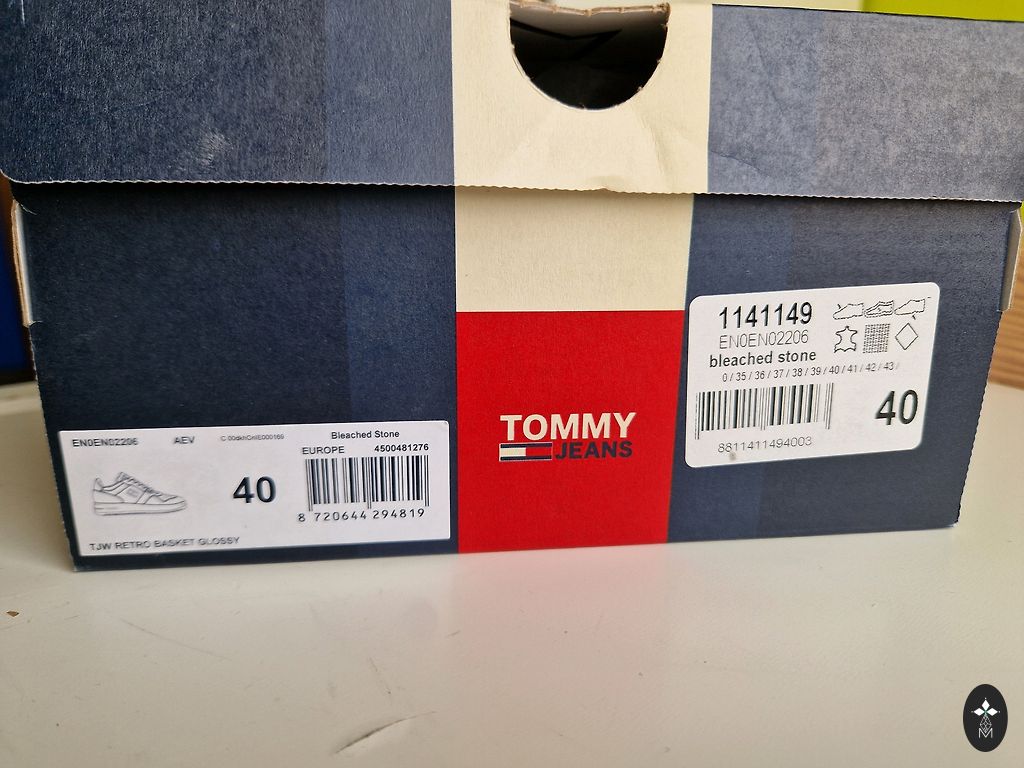 TOMMY
JEANS
1141149
EN0EN02206
bleached stone
0 / 35 / 36 / 37 / 38 / 39 / 40 / 41 / 42 / 43 /
40
8811411494003
EN0EN02206 AEV Bleached Stone
EUROPE 4500481276
40
8 720644 294819
TJW RETRO BASKET GLOSSY
M